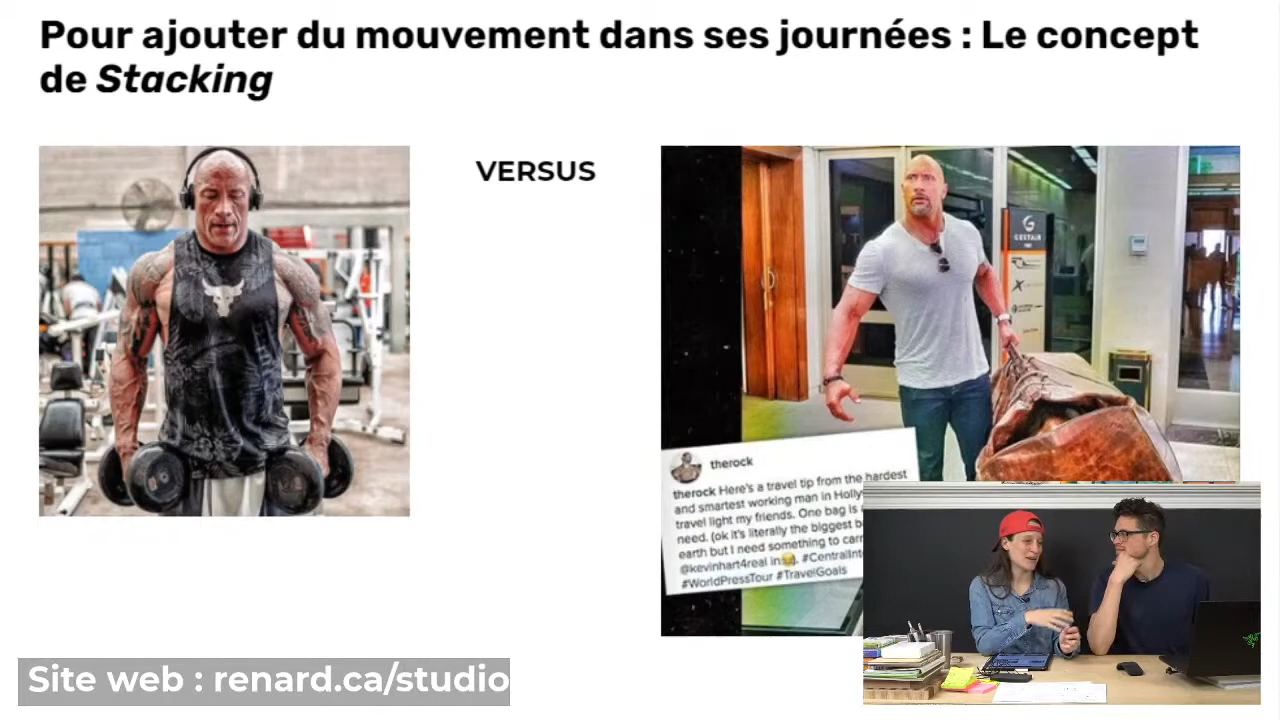 Pour ajouter du mouvement dans ses journées : Le concept
de Stacking
VERSUS
GESTAIR
therock
therock Here's a travel tip from the hardest
and smartest working man in Holly
travel light my friends. One bag is
need. (ok it's literally the biggest b
earth but I need something to carr
@kevinhart4real in😂). #CentralInt
#WorldPressTour #TravelGoals
Site web : renard.ca/studio